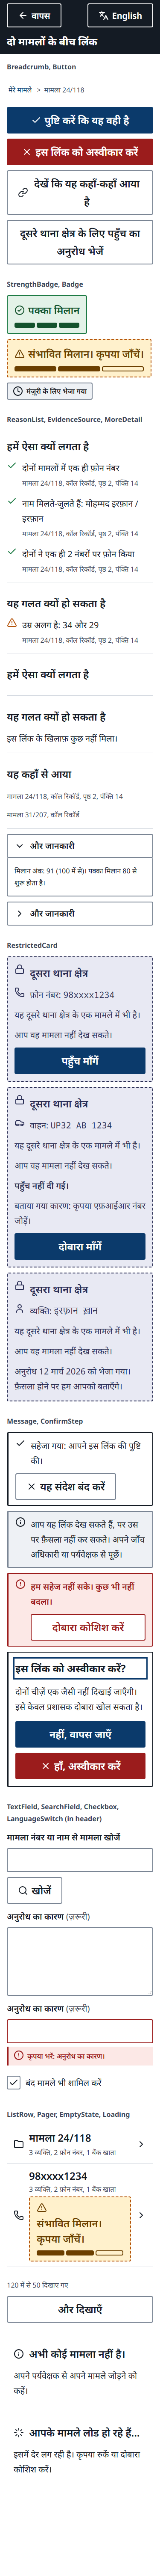 वापस
English
दो मामलों के बीच लिंक
Breadcrumb, Button
मेरे मामले > मामला 24/118
पुष्टि करें कि यह वही है
इस लिंक को अस्वीकार करें
देखें कि यह कहाँ-कहाँ आया
है
दूसरे थाना क्षेत्र के लिए पहुँच का
अनुरोध भेजें
StrengthBadge, Badge
पक्का मिलान
संभावित मिलान। कृपया जाँचें।
मंजूरी के लिए भेजा गया
ReasonList, EvidenceSource, MoreDetail
हमें ऐसा क्यों लगता है
दोनों मामलों में एक ही फ़ोन नंबर
मामला 24/118, कॉल रिकॉर्ड, पृष्ठ 2, पंक्ति 14
नाम मिलते-जुलते हैं: मोहम्मद इरफ़ान /
इरफ़ान
मामला 24/118, कॉल रिकॉर्ड, पृष्ठ 2, पंक्ति 14
दोनों ने एक ही 2 नंबरों पर फ़ोन किया
मामला 24/118, कॉल रिकॉर्ड, पृष्ठ 2, पंक्ति 14
यह गलत क्यों हो सकता है
उम्र अलग है: 34 और 29
मामला 24/118, कॉल रिकॉर्ड, पृष्ठ 2, पंक्ति 14
हमें ऐसा क्यों लगता है
यह गलत क्यों हो सकता है
इस लिंक के खिलाफ़ कुछ नहीं मिला।
यह कहाँ से आया
मामला 24/118, कॉल रिकॉर्ड, पृष्ठ 2, पंक्ति 14
मामला 31/207, कॉल रिकॉर्ड
और जानकारी
मिलान अंक: 91 (100 में से)। पक्का मिलान 80 से
शुरू होता है।
और जानकारी
RestrictedCard
दूसरा थाना क्षेत्र
फ़ोन नंबर: 98xxxx1234
यह दूसरे थाना क्षेत्र के एक मामले में भी है।
आप वह मामला नहीं देख सकते।
पहुँच माँगें
दूसरा थाना क्षेत्र
वाहन: UP32 AB 1234
यह दूसरे थाना क्षेत्र के एक मामले में भी है।
आप वह मामला नहीं देख सकते।
पहुँच नहीं दी गई।
बताया गया कारण: कृपया एफ़आईआर नंबर
जोड़ें।
दोबारा माँगें
दूसरा थाना क्षेत्र
व्यक्ति: इरफ़ान ख़ान
यह दूसरे थाना क्षेत्र के एक मामले में भी है।
आप वह मामला नहीं देख सकते।
अनुरोध 12 मार्च 2026 को भेजा गया।
फ़ैसला होने पर हम आपको बताएँगे।
Message, ConfirmStep
सहेजा गया: आपने इस लिंक की पुष्टि
की।
यह संदेश बंद करें
आप यह लिंक देख सकते हैं, पर उस
पर फ़ैसला नहीं कर सकते। अपने जाँच
अधिकारी या पर्यवेक्षक से पूछें।
हम सहेज नहीं सके। कुछ भी नहीं
बदला।
दोबारा कोशिश करें
इस लिंक को अस्वीकार करें?
दोनों चीज़ें एक जैसी नहीं दिखाई जाएँगी।
इसे केवल प्रशासक दोबारा खोल सकता है।
नहीं, वापस जाएँ
हाँ, अस्वीकार करें
TextField, SearchField, Checkbox,
LanguageSwitch (in header)
मामला नंबर या नाम से मामला खोजें
खोजें
अनुरोध का कारण (ज़रूरी)
अनुरोध का कारण (ज़रूरी)
कृपया भरें: अनुरोध का कारण।
बंद मामले भी शामिल करें
ListRow, Pager, EmptyState, Loading
मामला 24/118
3 व्यक्ति, 2 फ़ोन नंबर, 1 बैंक खाता
98xxxx1234
3 व्यक्ति, 2 फ़ोन नंबर, 1 बैंक खाता
संभावित मिलान।
कृपया जाँचें।
120 में से 50 दिखाए गए
और दिखाएँ
अभी कोई मामला नहीं है।
अपने पर्यवेक्षक से अपने मामले जोड़ने को
कहें।
आपके मामले लोड हो रहे हैं…
इसमें देर लग रही है। कृपया रुकें या दोबारा
कोशिश करें।